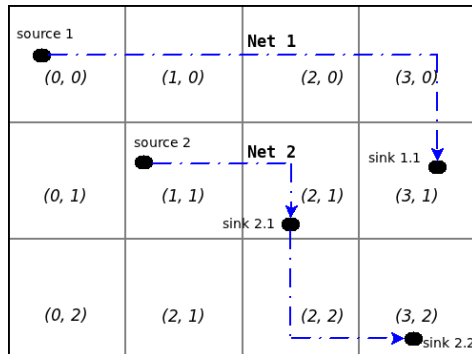 source 1
Net 1
(0, 0)
(1, 0)
(2, 0)
(3, 0)
source 2
Net 2
sink 1.1
(0, 1)
(1, 1)
(2, 1)
(3, 1)
sink 2.1
(0, 2)
(2, 1)
(2, 2)
(3, 2)
sink 2.2